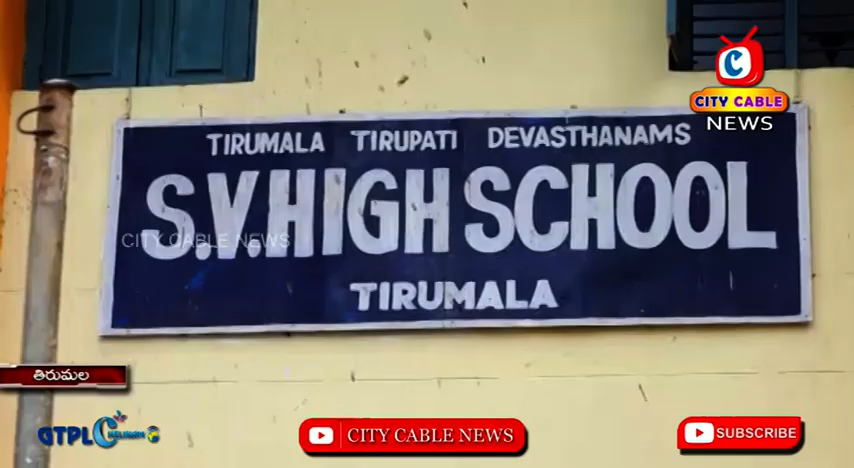 C
CITY CABLE
NEWS
TIRUMALA TIRUPATI DEVASTHANAMS
S.V.HIGH SCHOOL
CITY CABLE NEWS
TIRUMALA
తిరుమల
GTPL
CITY CABLE NEWS
SUBSCRIBE